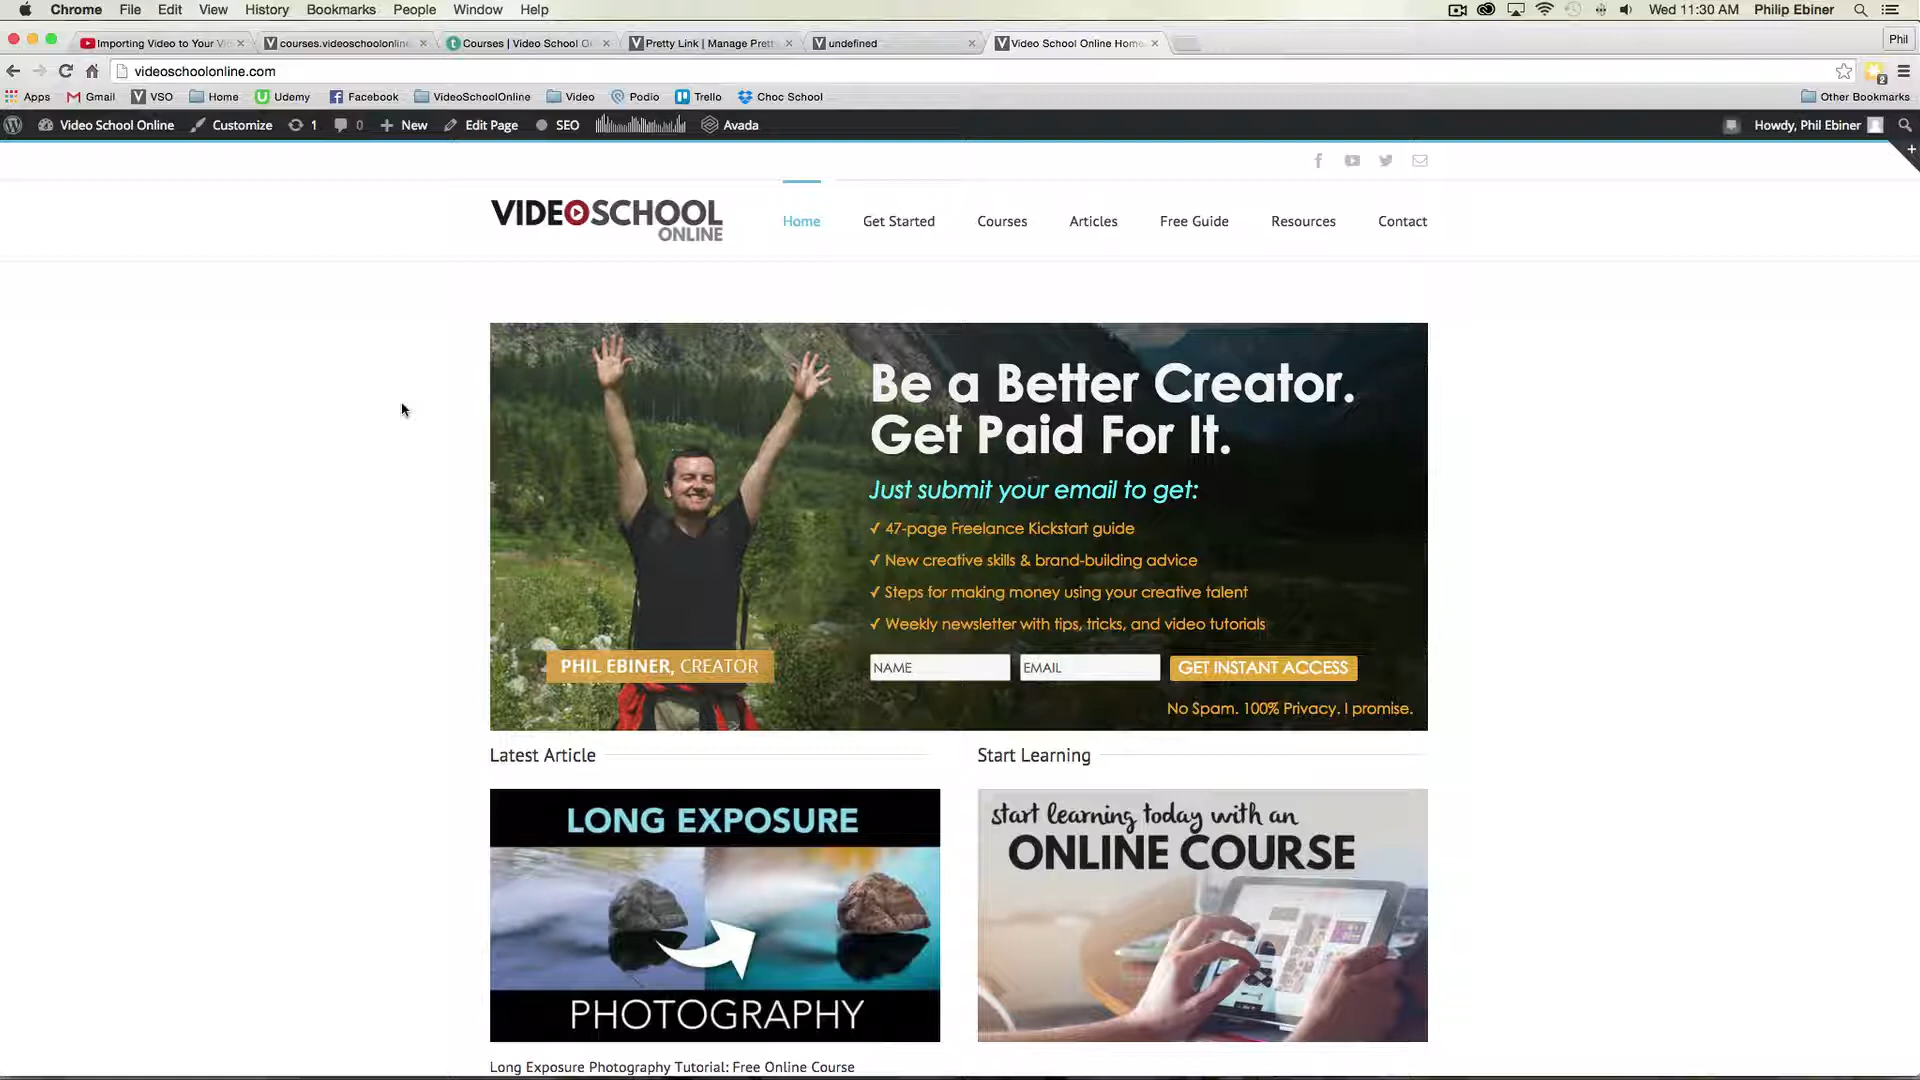 Chrome File Edit View History Bookmarks People Window Help Wed 11:30 AM Philip Ebiner
Importing Video to Your Vi courses.videoschoolonline Courses | Video School O Pretty Link | Manage Prett undefined Video School Online Hom Phil
videoschoolonline.com
Apps Gmail VSO Home Udemy Facebook VideoSchoolOnline Video Podio Trello Choc School Other Bookmarks
Video School Online Customize 1 0 New Edit Page SEO Avada Howdy, Phil Ebiner
VIDEOSCHOOL
ONLINE
Home Get Started Courses Articles Free Guide Resources Contact
Be a Better Creator.
Get Paid For It.
Just submit your email to get:
✓ 47-page Freelance Kickstart guide
✓ New creative skills & brand-building advice
✓ Steps for making money using your creative talent
✓ Weekly newsletter with tips, tricks, and video tutorials
PHIL EBINER, CREATOR
NAME EMAIL GET INSTANT ACCESS
No Spam. 100% Privacy. I promise.
Latest Article
LONG EXPOSURE
PHOTOGRAPHY
Long Exposure Photography Tutorial: Free Online Course
Start Learning
start learning today with an
ONLINE COURSE